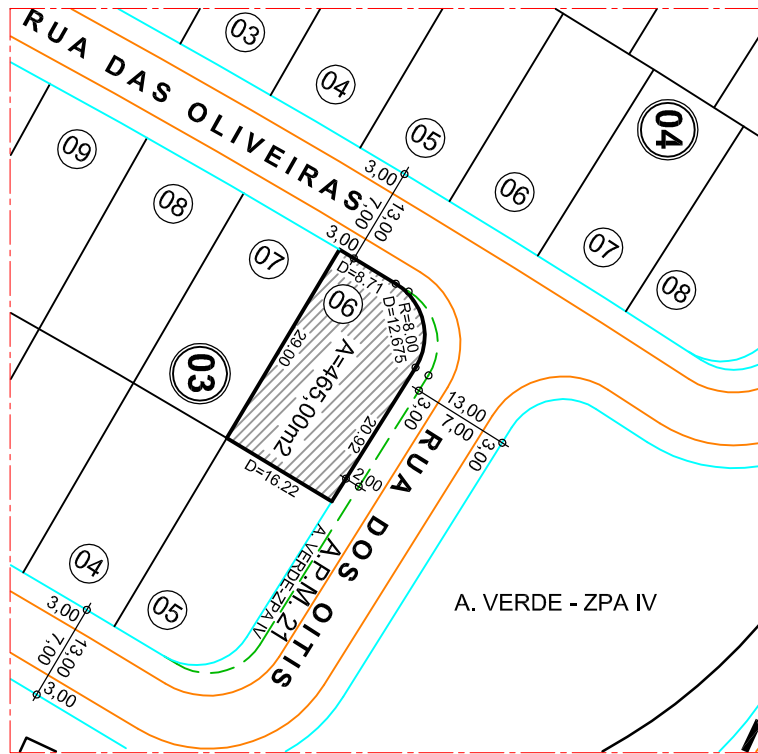 RUA DAS OLIVEIRAS
03
04
05
06
07
08
04
09
08
07
06
03
04
05
3,00
7,00
13,00
3,00
D=8,71
R=8.00
D=12.675
29.00
A=465,00m2
20.92
D=16.22
2.00
13,00
7,00
3,00
3,00
RUA DOS OITIS
A.P.M. 21
A. VERDE-ZPA IV
A. VERDE - ZPA IV
3,00
7,00
13,00
3,00